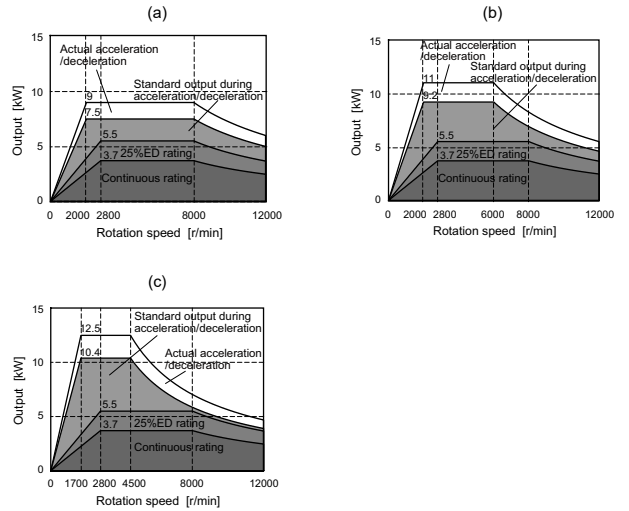 (a)
15
10
5
0
Output [kW]
Actual acceleration
/deceleration
Standard output during
acceleration/deceleration
9
7.5
5.5
25%ED rating
3.7
Continuous rating
0 2000 2800 8000 12000
Rotation speed [r/min]
(b)
15
10
5
0
Output [kW]
Actual acceleration
/deceleration
Standard output during
acceleration/deceleration
11
9.2
5.5
3.7 25%ED rating
Continuous rating
0 2000 2800 6000 8000 12000
Rotation speed [r/min]
(c)
15
10
5
0
Output [kW]
Standard output during
acceleration/deceleration
Actual acceleration
/deceleration
12.5
10.4
5.5
25%ED rating
3.7
Continuous rating
0 1700 2800 4500 8000 12000
Rotation speed [r/min]